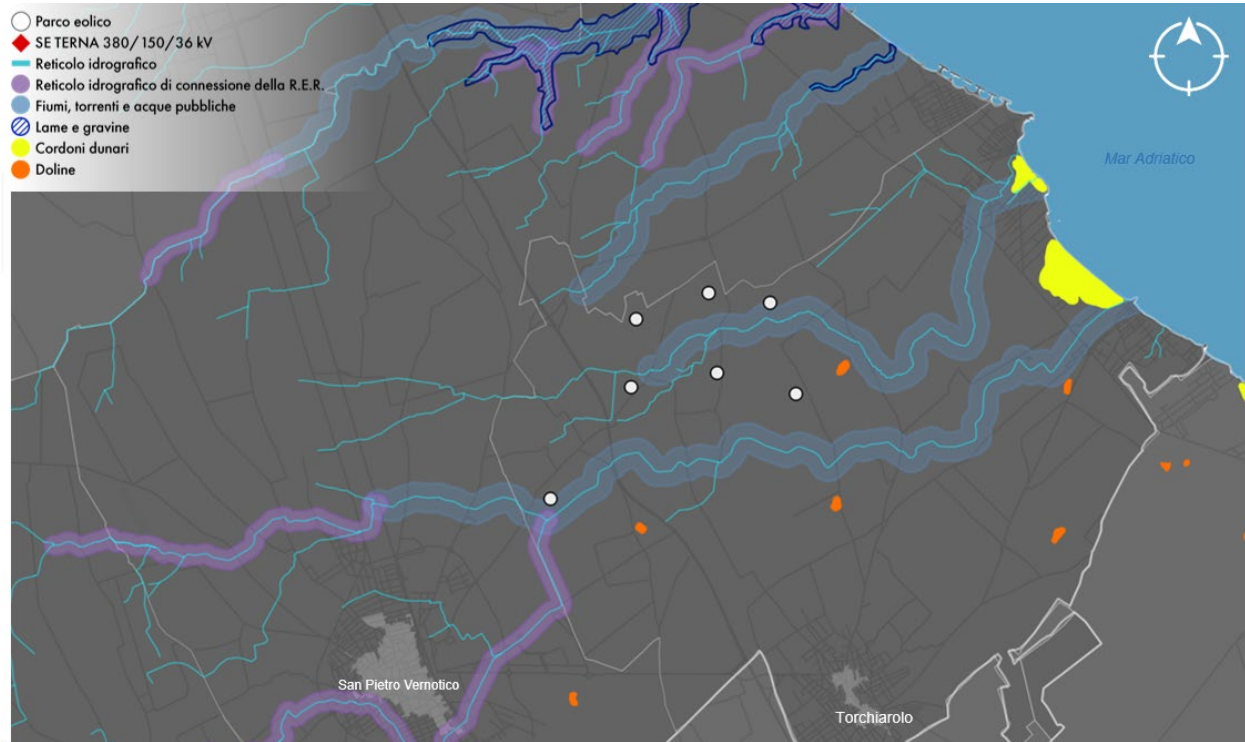 Parco eolico
SE TERNA 380/150/36 kV
Reticolo idrografico
Reticolo idrografico di connessione della R.E.R.
Fiumi, torrenti e acque pubbliche
Lame e gravine
Cordoni dunari
Doline
Mar Adriatico
San Pietro Vernotico
Torchiarolo